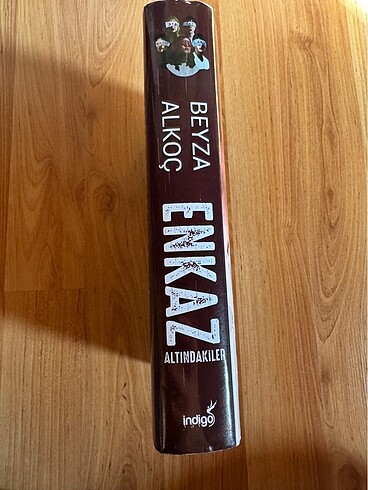 BEYZA
ALKOÇ
ENKAZ
ALTINDAKİLER
indigo